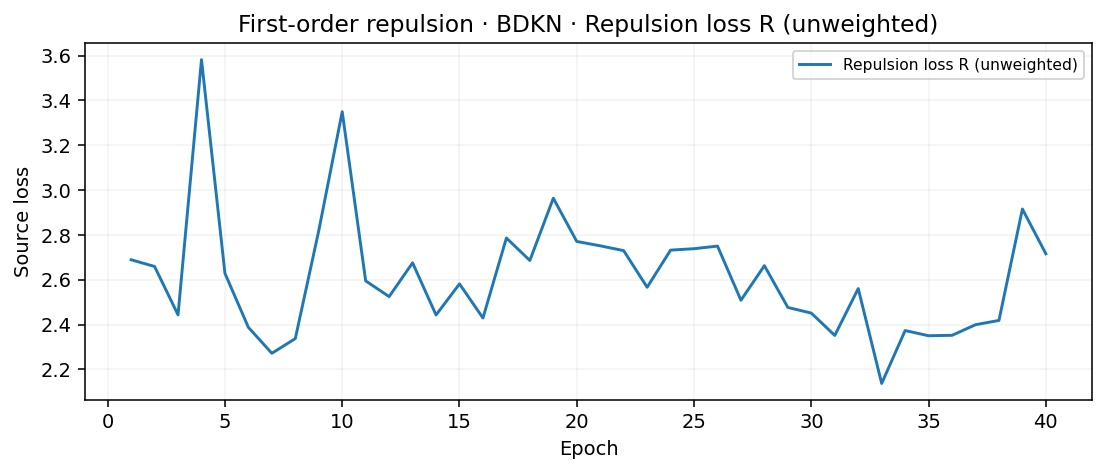 First-order repulsion · BDKN · Repulsion loss R (unweighted)
Repulsion loss R (unweighted)
Source loss
3.6
3.4
3.2
3.0
2.8
2.6
2.4
2.2
0 5 10 15 20 25 30 35 40
Epoch